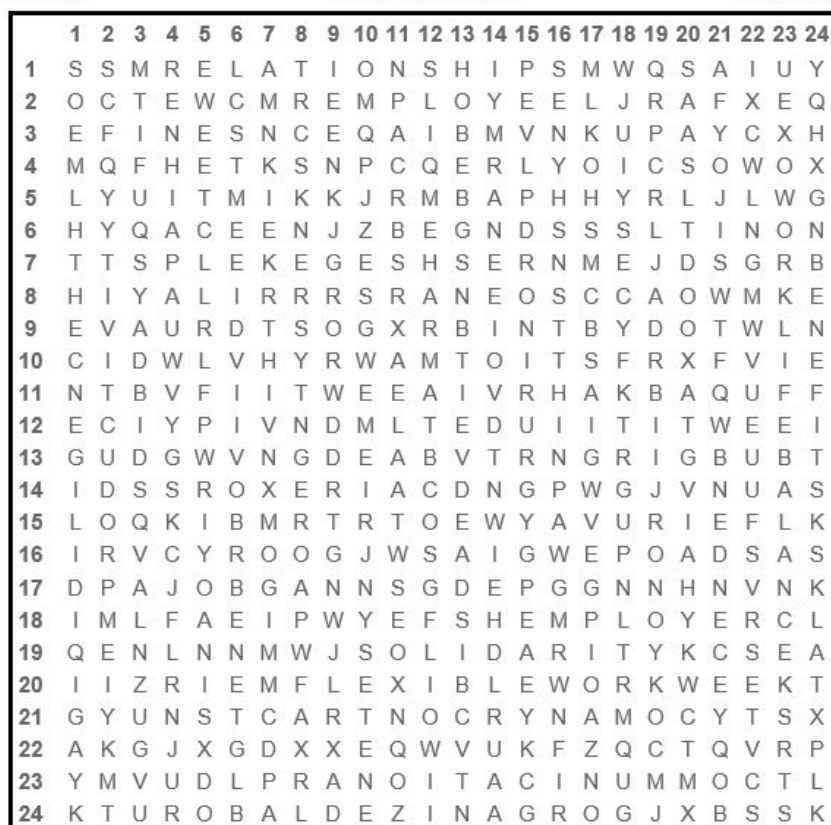 1 2 3 4 5 6 7 8 9 10 11 12 13 14 15 16 17 18 19 20 21 22 23 24
1 S S M R E L A T I O N S H I P S M W Q S A I U Y
2 O C T E W C M R E M P L O Y E E L J R A F X E Q
3 E F I N E S N C E Q A I B M V N K U P A Y C X H
4 M Q F H E T K S N P C Q E R L Y O I C S O W O X
5 L Y U I T M I K K J R M B A P H H Y R L J L W G
6 H Y Q A C E E N J Z B E G N D S S S L T I N O N
7 T T S P L E K E G E S H S E R N M E J D S G R B
8 H I Y A L I R R R S R A N E O S C C A O W M K E
9 E V A U R D T S O G X R B I N T B Y D O T W L N
10 C I D W L V H Y R W A M T O I T S F R X F V I E
11 N T B V F I I T W E E A I V R H A K B A Q U F F
12 E C I Y P I V N D M L T E D U I I T I T W E E I
13 G U D G W V N G D E A B V T R N G R I G B U B T
14 I D S S R O X E R I A C D N G P W G J V N U A S
15 L O Q K I B M R T R T O E W Y A V U R I E F L K
16 I R V C Y R O O G J W S A I G W E P O A D S A S
17 D P A J O B G A N N S G D E P G G N N H N V N K
18 I M L F A E I P W Y E F S H E M P L O Y E R C L
19 Q E N L N N M W J S O L I D A R I T Y K C S E A
20 I I Z R I E M F L E X I B L E W O R K W E E K T
21 G Y U N S T C A R T N O C R Y N A M O C Y T S X
22 A K G J X G D X X E Q W V U K F Z Q C T Q V R P
23 Y M V U D L P R A N O I T A C I N U M M O C T L
24 K T U R O B A L D E Z I N A G R O G J X B S S K